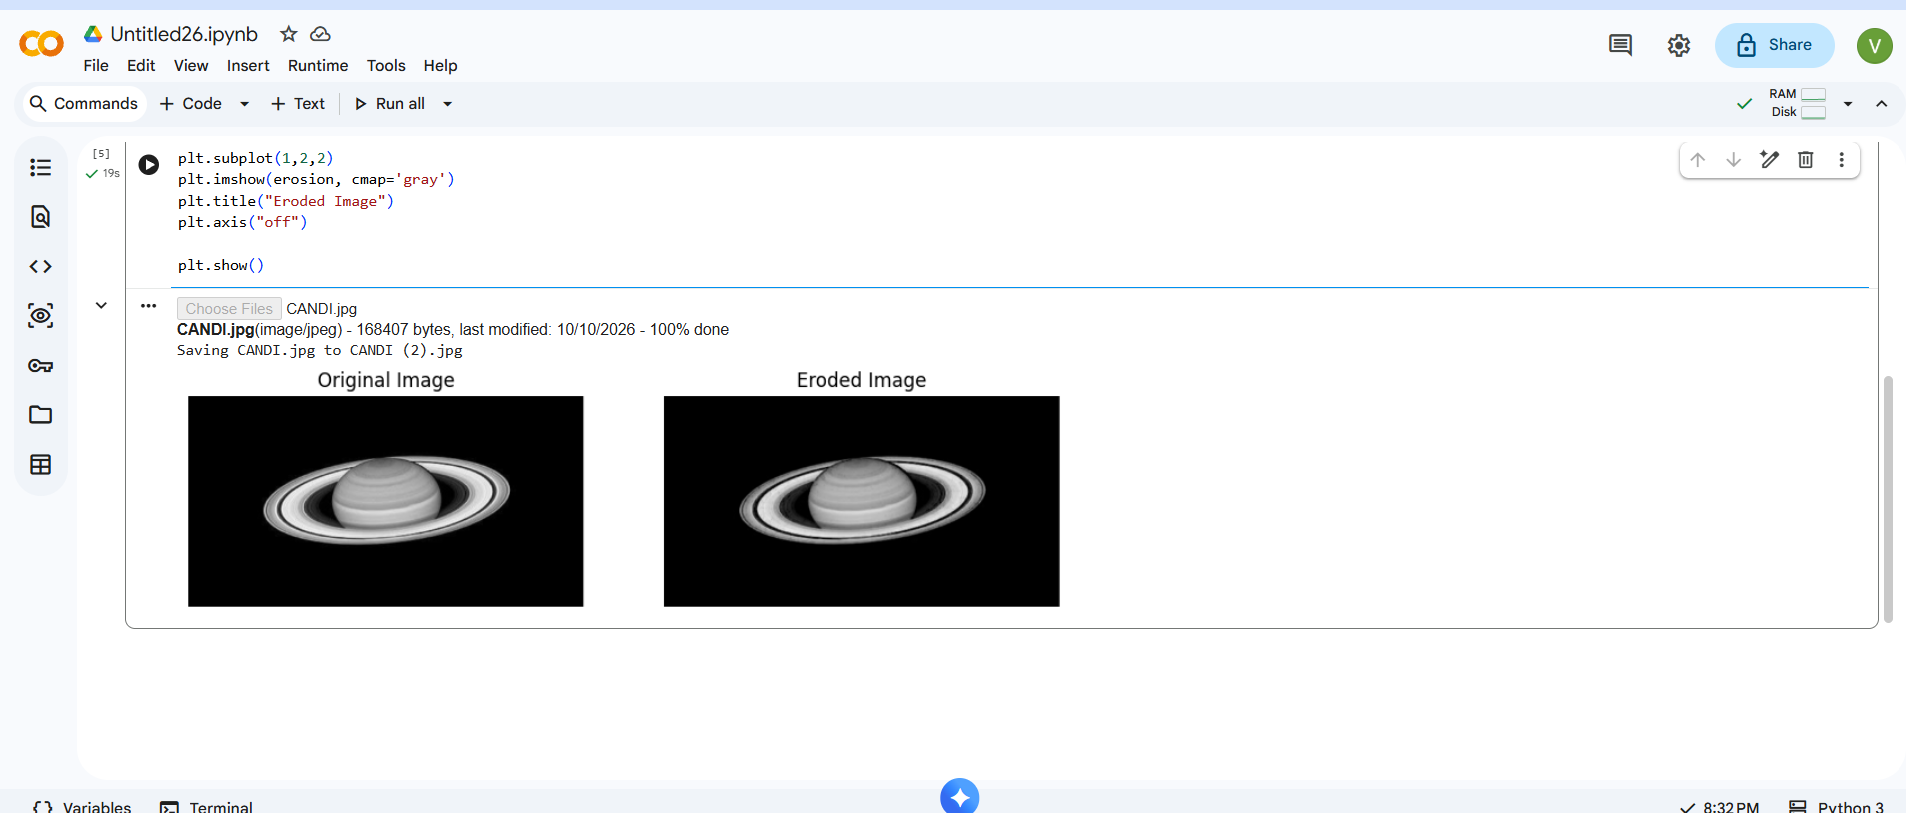 CO
Untitled26.ipynb
File Edit View Insert Runtime Tools Help
Share
V
Commands + Code + Text Run all
RAM
Disk
[5]
19s
plt.subplot(1,2,2)
plt.imshow(erosion, cmap='gray')
plt.title("Eroded Image")
plt.axis("off")
plt.show()
Choose Files CANDI.jpg
CANDI.jpg(image/jpeg) - 168407 bytes, last modified: 10/10/2026 - 100% done
Saving CANDI.jpg to CANDI (2).jpg
Original Image Eroded Image
Variables Terminal
8:32 PM Python 3